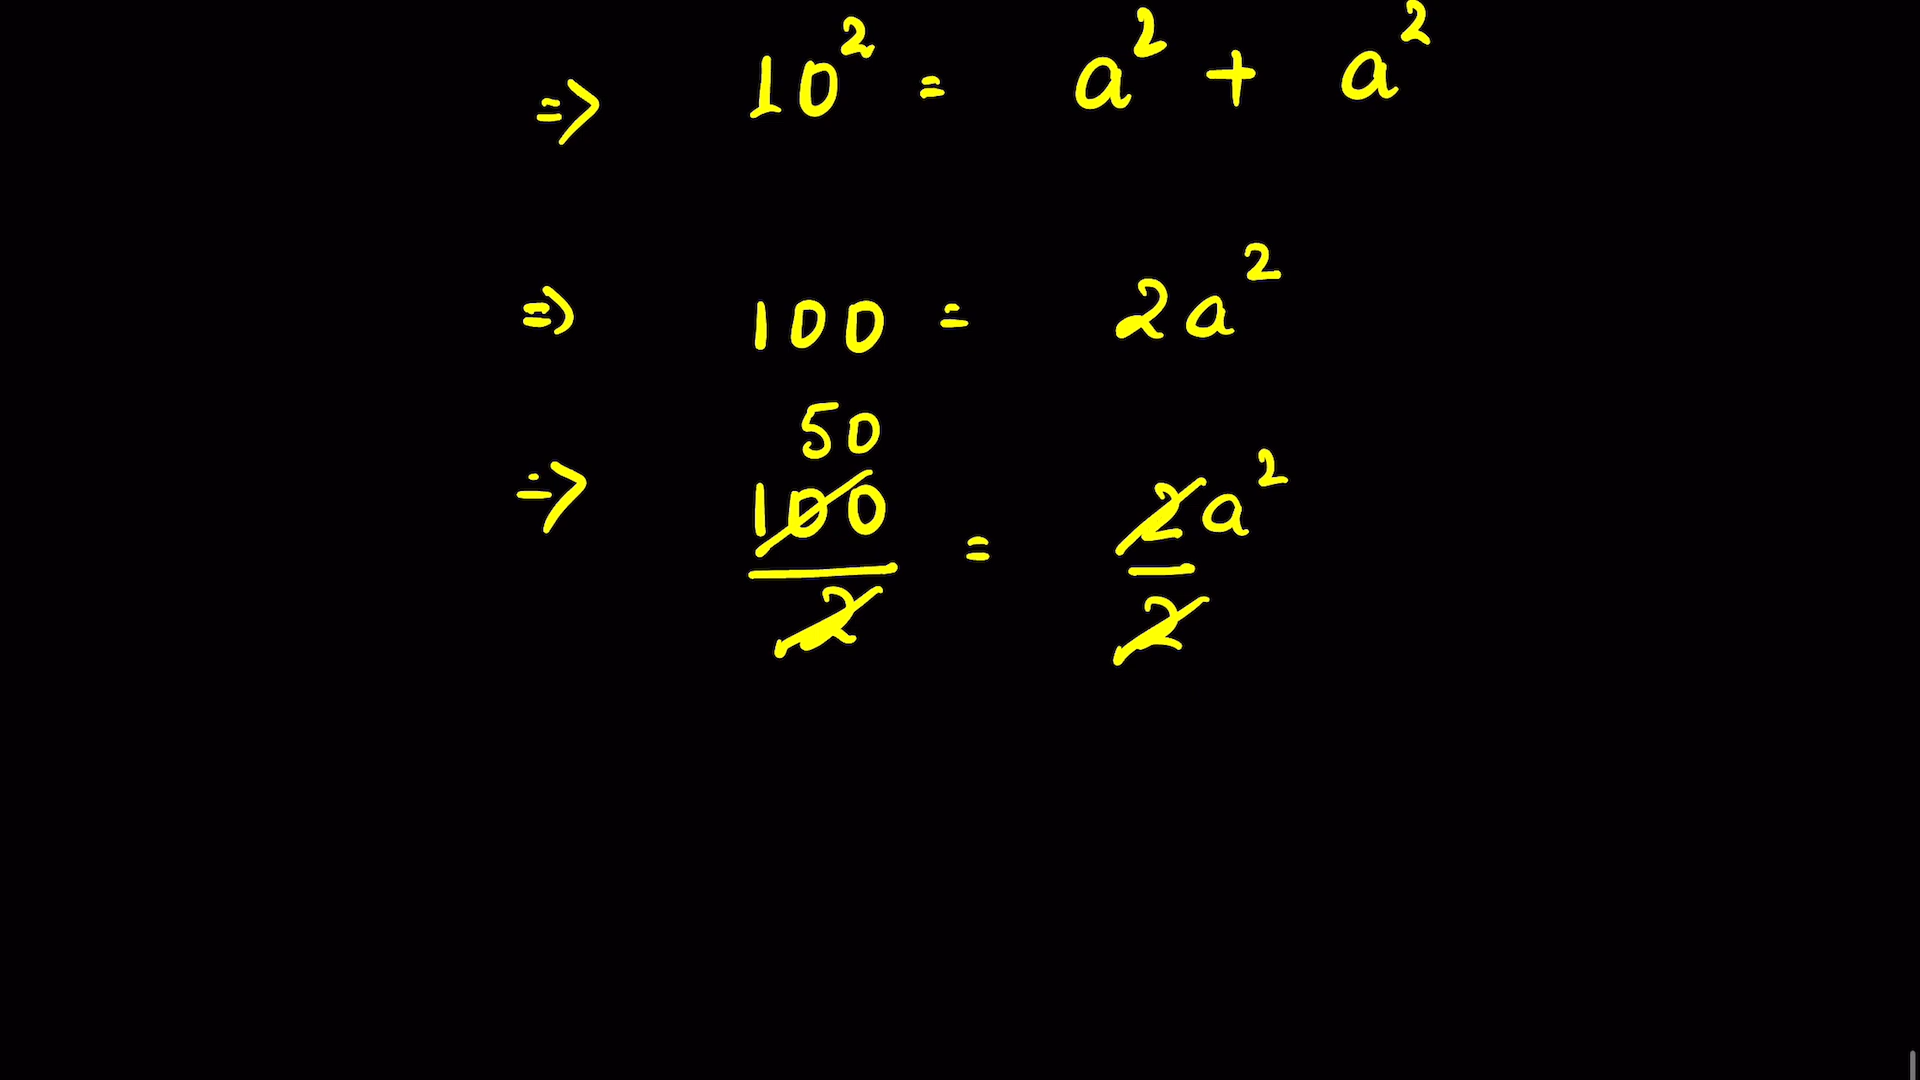 => 10² = a² + a²
=> 100 = 2a²
50
=> 100/2 = 2a²/2